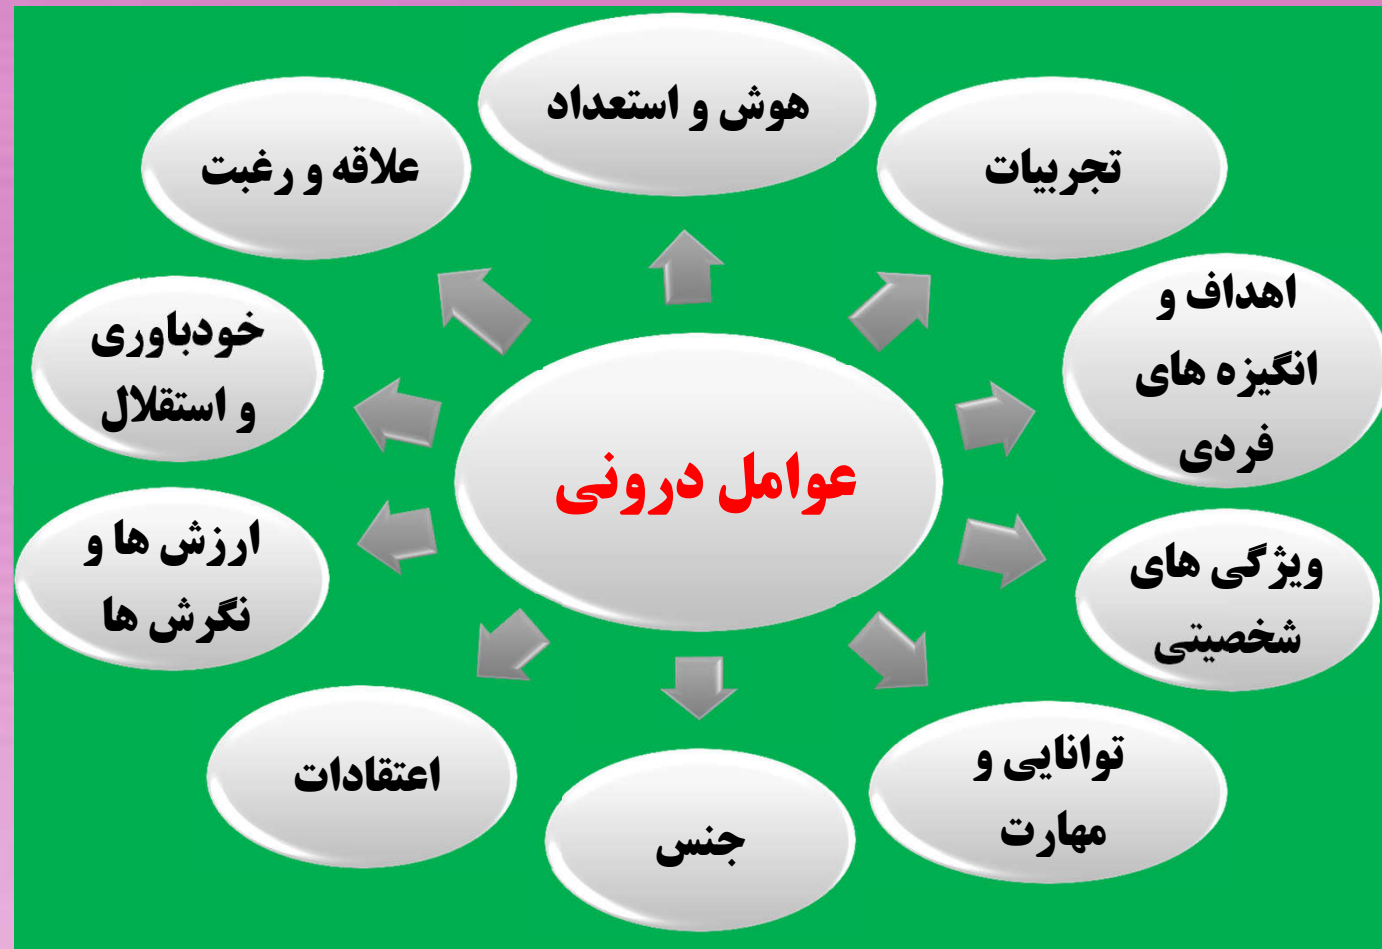 هوش و استعداد
تجربیات
علاقه و رغبت
اهداف و
انگیزه های
فردی
خودباوری
و استقلال
عوامل درونی
ارزش ها و
نگرش ها
ویژگی های
شخصیتی
توانایی و
مهارت
اعتقادات
جنس